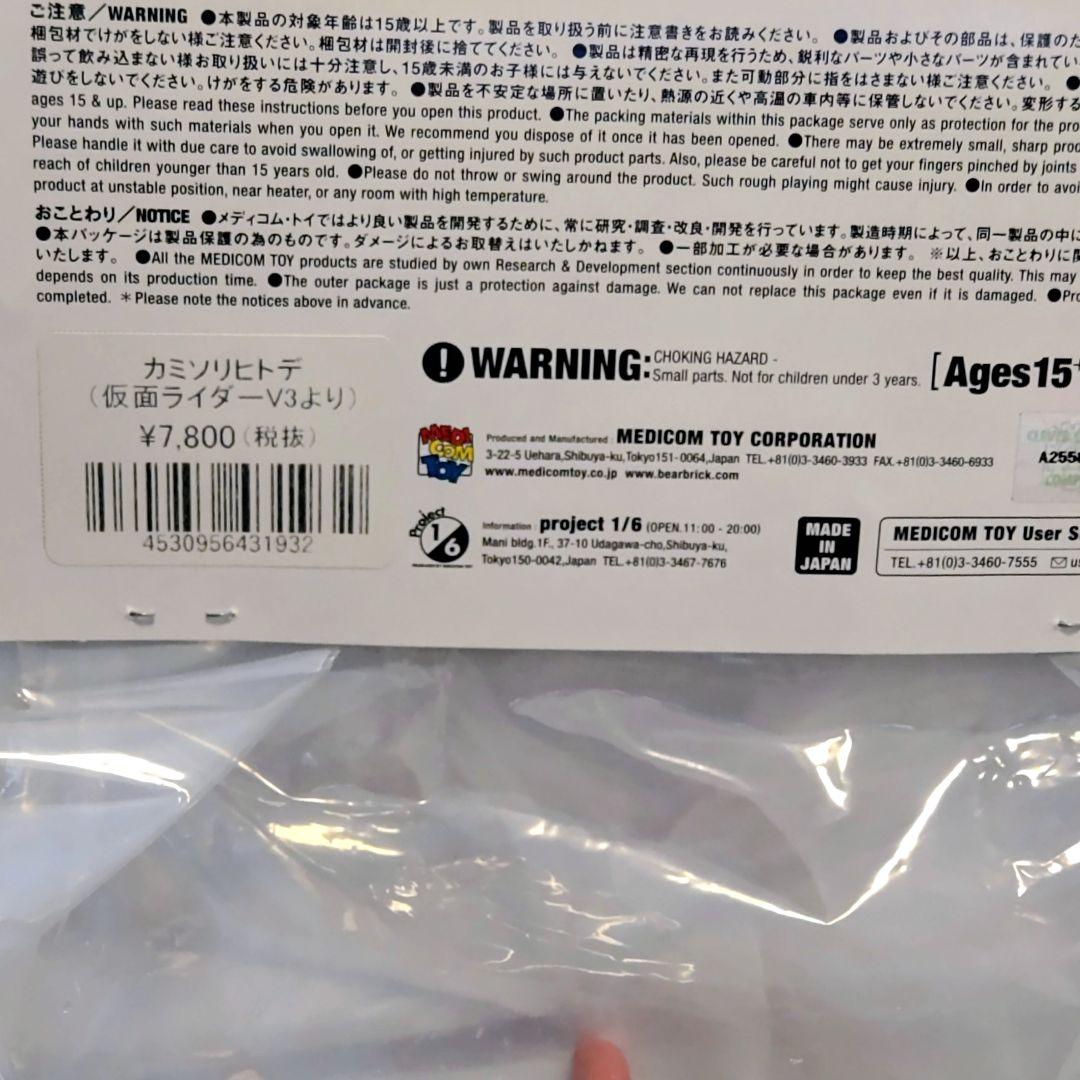 ご注意／WARNING ●本製品の対象年齢は15歳以上です。製品を取り扱う前に注意書きをお読みください。 ●製品およびその部品は、保護のた
梱包材でけがをしない様ご注意ください。梱包材は開封後に捨ててください。 ●製品は精密な再現を行うため、鋭利なパーツや小さなパーツが含まれてい
誤って飲み込まない様お取り扱いには十分注意し、15歳未満のお子様には与えないでください。また可動部分に指をはさまない様ご注意ください。 ●
遊びをしないでください。けがをする危険があります。 ●製品を不安定な場所に置いたり、熱源の近くや高温の車内等に保管しないでください。変形する
ages 15 & up. Please read these instructions before you open this product. ●The packing materials within this package serve only as protection for the pro
your hands with such materials when you open it. We recommend you dispose of it once it has been opened. ●There may be extremely small, sharp prod
Please handle it with due care to avoid swallowing of, or getting injured by such product parts. Also, please be careful not to get your fingers pinched by joints
reach of children younger than 15 years old. ●Please do not throw or swing around the product. Such rough playing might cause injury. ●In order to avoi
product at unstable position, near heater, or any room with high temperature.
おことわり／NOTICE ●メディコム・トイではより良い製品を開発するために、常に研究・調査・改良・開発を行っています。製造時期によって、同一製品の中に
●本パッケージは製品保護の為のものです。ダメージによるお取替えはいたしかねます。 ●一部加工が必要な場合があります。 ※以上、おことわりに関
いたします。 ●All the MEDICOM TOY products are studied by own Research & Development section continuously in order to keep the best quality. This may
depends on its production time. ●The outer package is just a protection against damage. We can not replace this package even if it is damaged. ●Pro
completed. ＊Please note the notices above in advance.
カミソリヒトデ
（仮面ライダーV3より）
¥7,800（税抜）
4530956431932
WARNING: CHOKING HAZARD -
Small parts. Not for children under 3 years.
[Ages15+
MEDI COM TOY
Produced and Manufactured : MEDICOM TOY CORPORATION
3-22-5 Uehara,Shibuya-ku,Tokyo151-0064,Japan TEL.+81(0)3-3460-3933 FAX.+81(0)3-3460-6933
www.medicomtoy.co.jp www.bearbrick.com
A255
Project 1/6
Information : project 1/6 (OPEN.11:00 - 20:00)
Mani bldg.1F., 37-10 Udagawa-cho,Shibuya-ku,
Tokyo150-0042,Japan TEL.+81(0)3-3467-7676
MADE
IN
JAPAN
MEDICOM TOY User S
TEL.+81(0)3-3460-7555 us